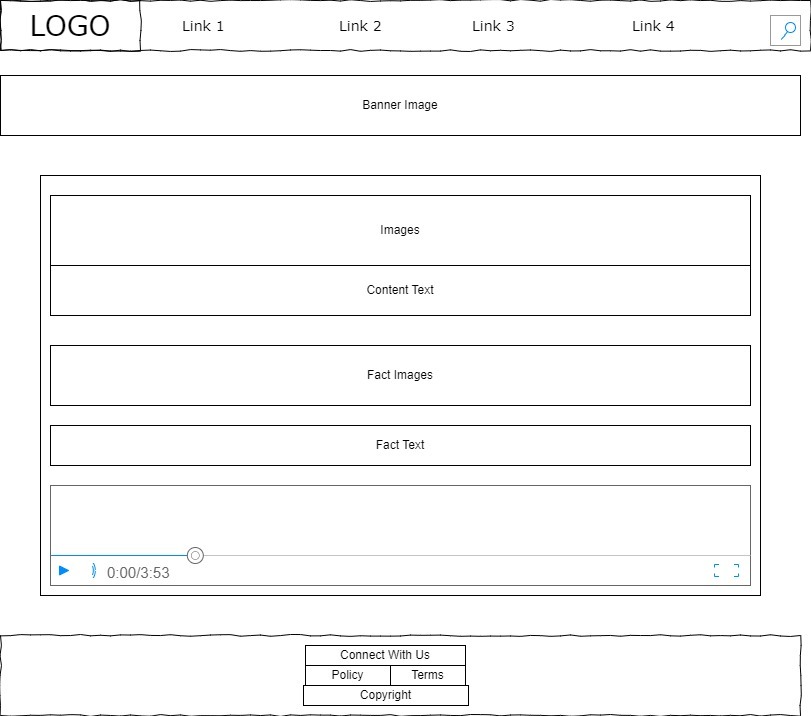 LOGO Link 1 Link 2 Link 3 Link 4
Banner Image
Images
Content Text
Fact Images
Fact Text
0:00/3:53
Connect With Us
Policy Terms
Copyright